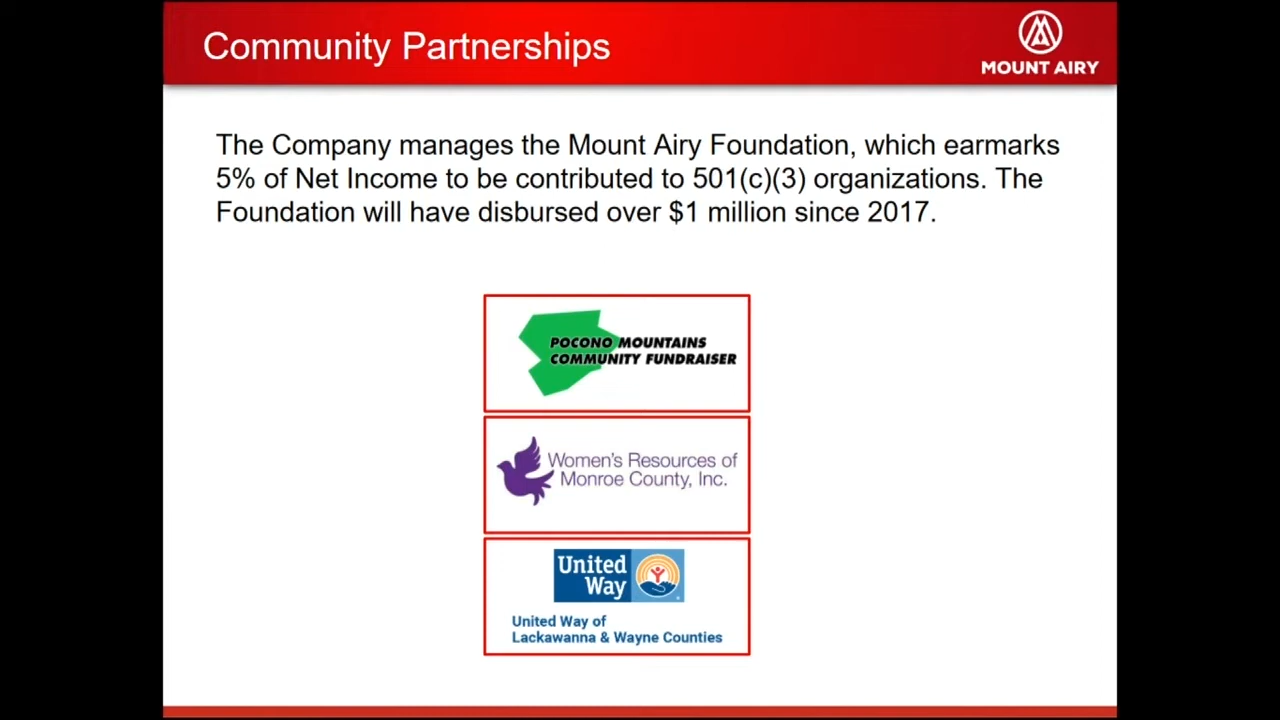 Community Partnerships
MOUNT AIRY
The Company manages the Mount Airy Foundation, which earmarks
5% of Net Income to be contributed to 501(c)(3) organizations. The
Foundation will have disbursed over $1 million since 2017.
POCONO MOUNTAINS
COMMUNITY FUNDRAISER
Women's Resources of
Monroe County, Inc.
United
Way
United Way of
Lackawanna & Wayne Counties